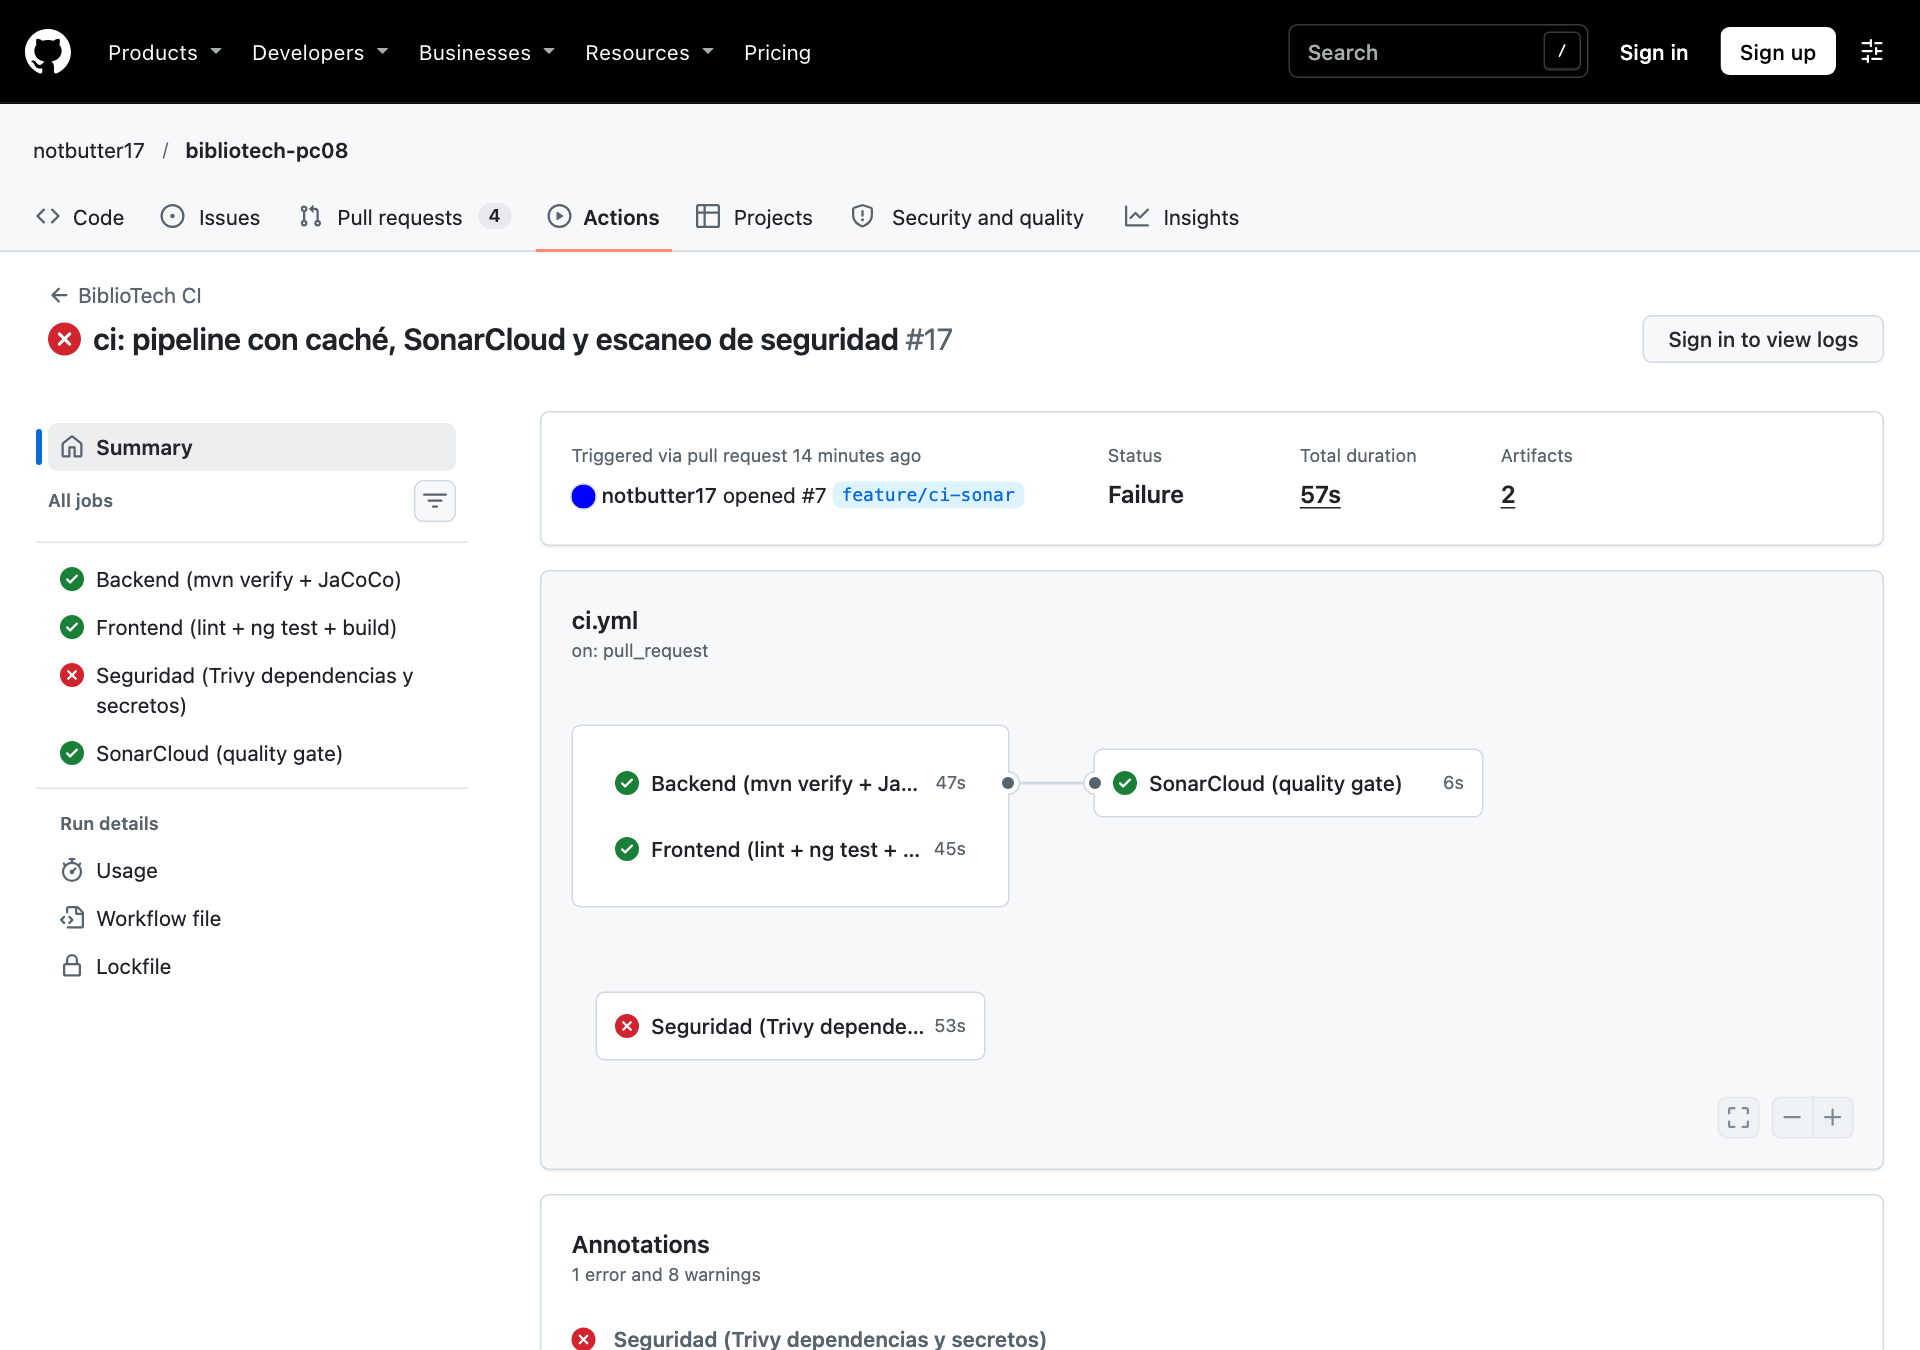 Products Developers Businesses Resources Pricing Search / Sign in Sign up
notbutter17 / bibliotech-pc08
Code Issues Pull requests 4 Actions Projects Security and quality Insights
BiblioTech CI
ci: pipeline con caché, SonarCloud y escaneo de seguridad #17
Sign in to view logs
Summary
All jobs
Backend (mvn verify + JaCoCo)
Frontend (lint + ng test + build)
Seguridad (Trivy dependencias y
secretos)
SonarCloud (quality gate)
Run details
Usage
Workflow file
Lockfile
Triggered via pull request 14 minutes ago
notbutter17 opened #7 feature/ci-sonar
Status
Failure
Total duration
57s
Artifacts
2
ci.yml
on: pull_request
Backend (mvn verify + Ja... 47s
Frontend (lint + ng test + ... 45s
SonarCloud (quality gate) 6s
Seguridad (Trivy depende... 53s
Annotations
1 error and 8 warnings
Seguridad (Trivy dependencias y secretos)